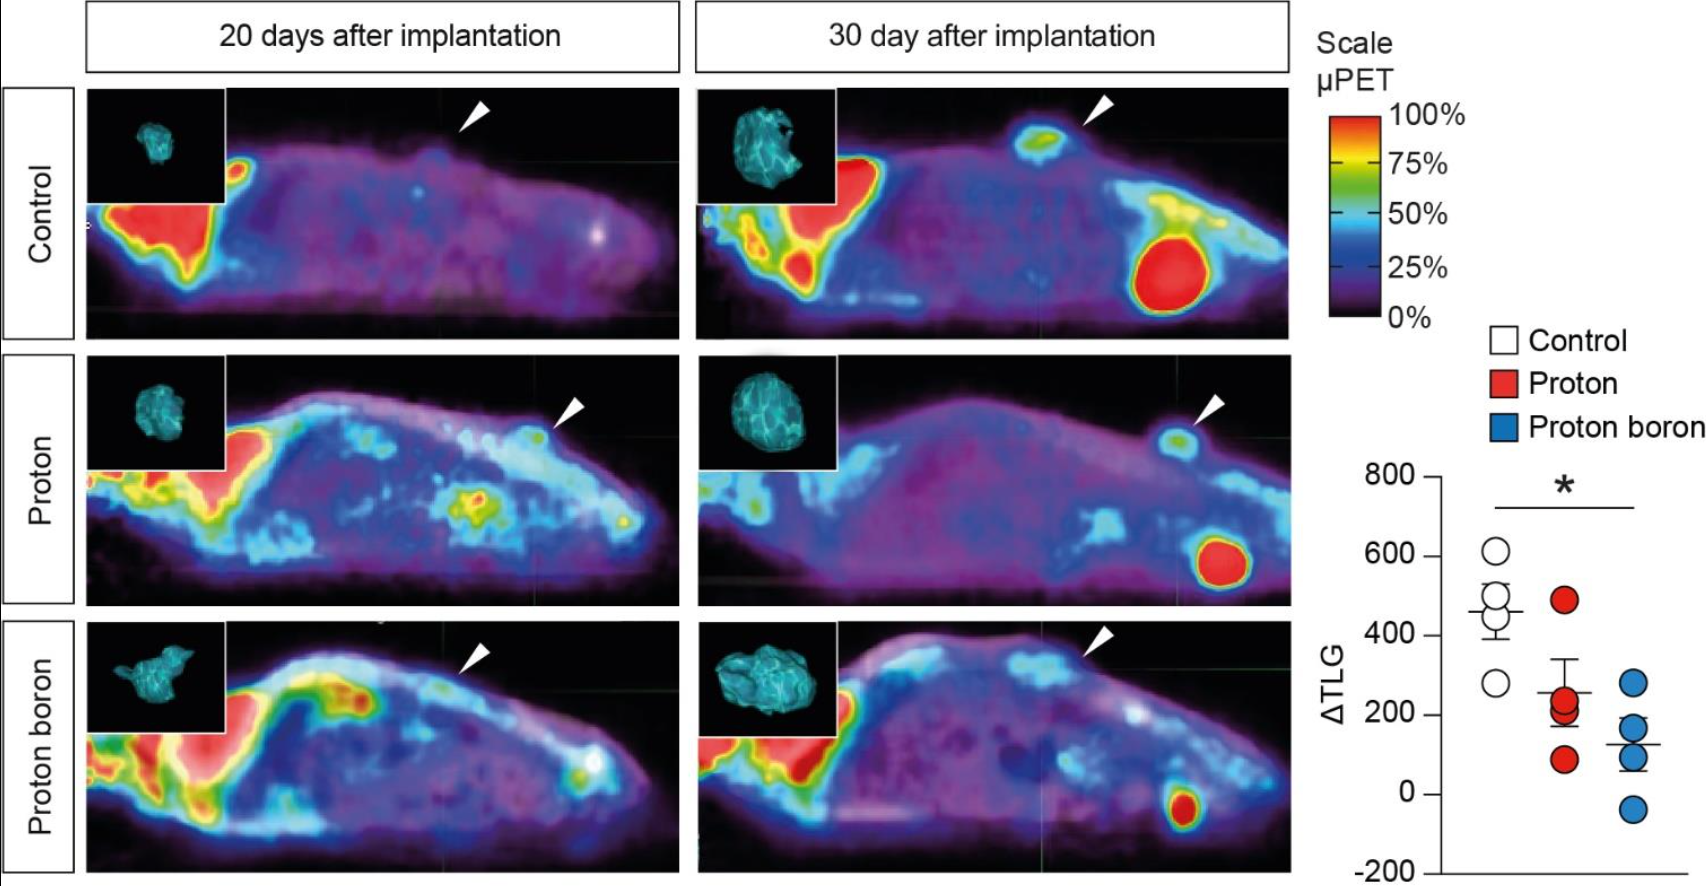 20 days after implantation
30 day after implantation
Scale
µPET
100%
75%
50%
25%
0%
Control
Proton
Proton boron
Control
Proton
Proton boron
*
ΔTLG
800
600
400
200
0
-200